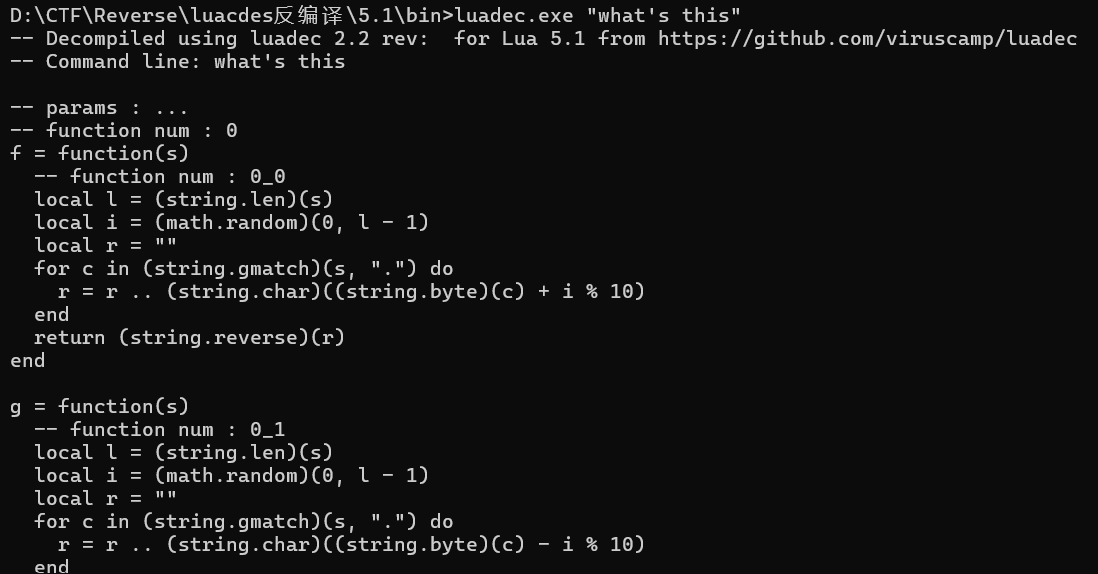 D:\CTF\Reverse\luacdes反编译\5.1\bin>luadec.exe "what's this"
-- Decompiled using luadec 2.2 rev:  for Lua 5.1 from https://github.com/viruscamp/luadec
-- Command line: what's this

-- params : ...
-- function num : 0
f = function(s)
  -- function num : 0_0
  local l = (string.len)(s)
  local i = (math.random)(0, l - 1)
  local r = ""
  for c in (string.gmatch)(s, ".") do
    r = r .. (string.char)((string.byte)(c) + i % 10)
  end
  return (string.reverse)(r)
end

g = function(s)
  -- function num : 0_1
  local l = (string.len)(s)
  local i = (math.random)(0, l - 1)
  local r = ""
  for c in (string.gmatch)(s, ".") do
    r = r .. (string.char)((string.byte)(c) - i % 10)
  end